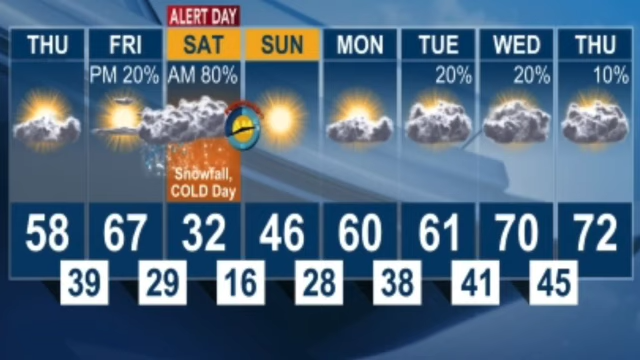 ALERT DAY
THU FRI SAT SUN MON TUE WED THU
PM 20% AM 80% 20% 20% 10%
Snowfall,
COLD Day
58 67 32 46 60 61 70 72
39 29 16 28 38 41 45